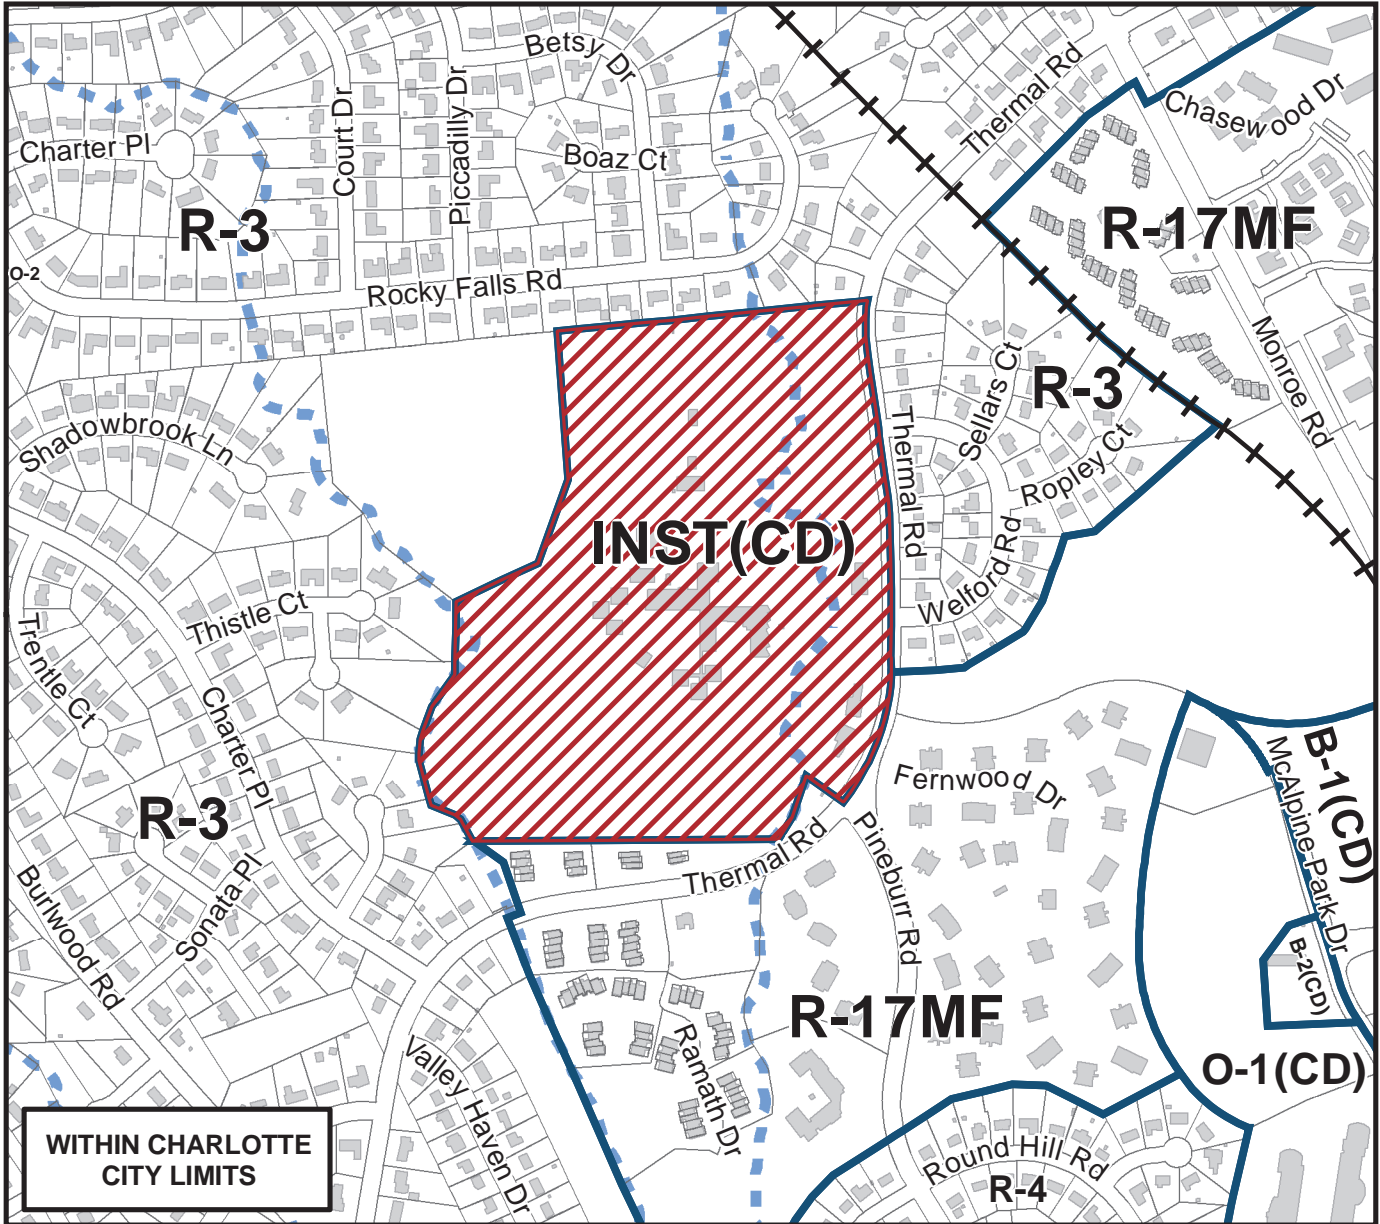 Betsy Dr
Thermal Rd
Chasewood Dr
Court Dr
Piccadilly Dr
Charter Pl
Boaz Ct
R-3
R-17MF
O-2
Rocky Falls Rd
Monroe Rd
Sellars Ct
R-3
Shadowbrook Ln
Thermal Rd
Ropley Ct
INST(CD)
Welford Rd
Thistle Ct
Trentle Ct
Charter Pl
B-1(CD)
McAlpine Park Dr
Fernwood Dr
R-3
Pineburr Rd
Thermal Rd
Burlwood Rd
Sonata Pl
B-2(CD)
R-17MF
Ramath Dr
Valley Haven Dr
O-1(CD)
Round Hill Rd
R-4
WITHIN CHARLOTTE
CITY LIMITS